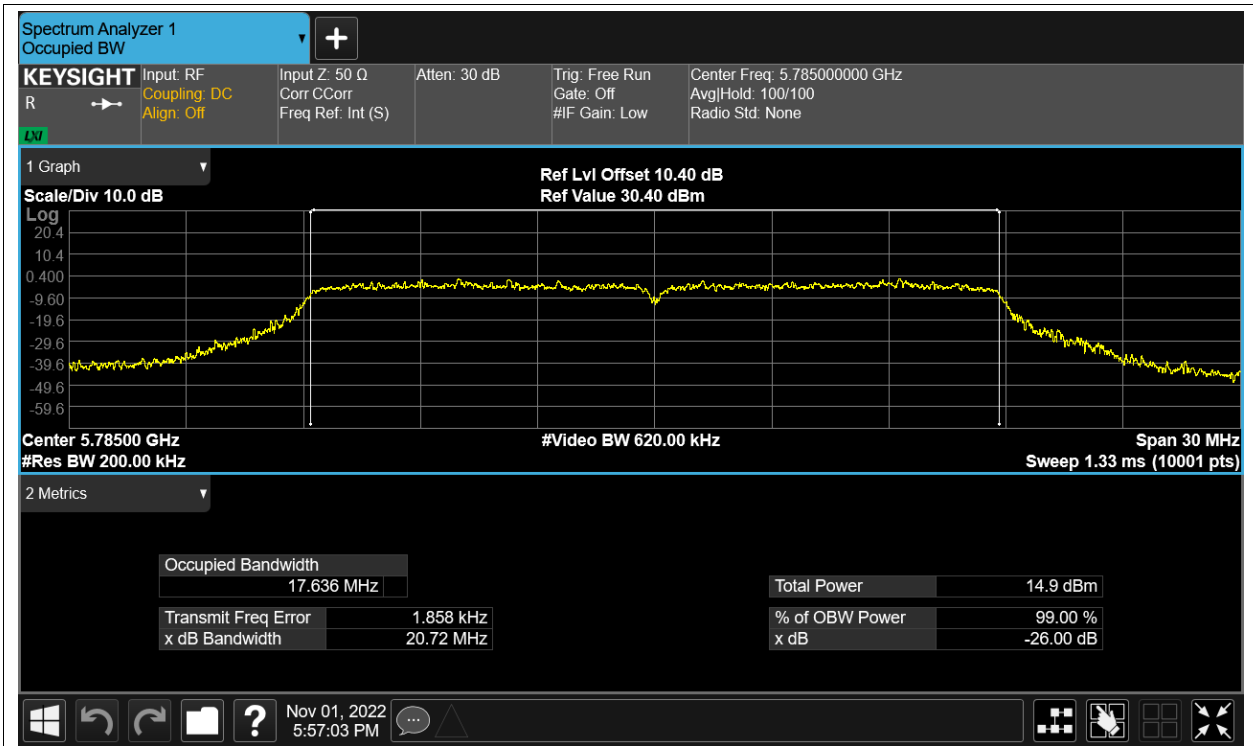 Spectrum Analyzer 1
Occupied BW
▼
+
KEYSIGHT
R
LXI
Input: RF
Coupling: DC
Align: Off
Input Z: 50 Ω
Corr CCorr
Freq Ref: Int (S)
Atten: 30 dB
Trig: Free Run
Gate: Off
#IF Gain: Low
Center Freq: 5.785000000 GHz
Avg|Hold: 100/100
Radio Std: None
1 Graph
▼
Scale/Div 10.0 dB
Ref Lvl Offset 10.40 dB
Ref Value 30.40 dBm
Log
20.4
10.4
0.400
-9.60
-19.6
-29.6
-39.6
-49.6
-59.6
Center 5.78500 GHz
#Video BW 620.00 kHz
Span 30 MHz
#Res BW 200.00 kHz
Sweep 1.33 ms (10001 pts)
2 Metrics
▼
Occupied Bandwidth
17.636 MHz
Total Power 14.9 dBm
Transmit Freq Error 1.858 kHz
% of OBW Power 99.00 %
x dB Bandwidth 20.72 MHz
x dB -26.00 dB
?
Nov 01, 2022
5:57:03 PM